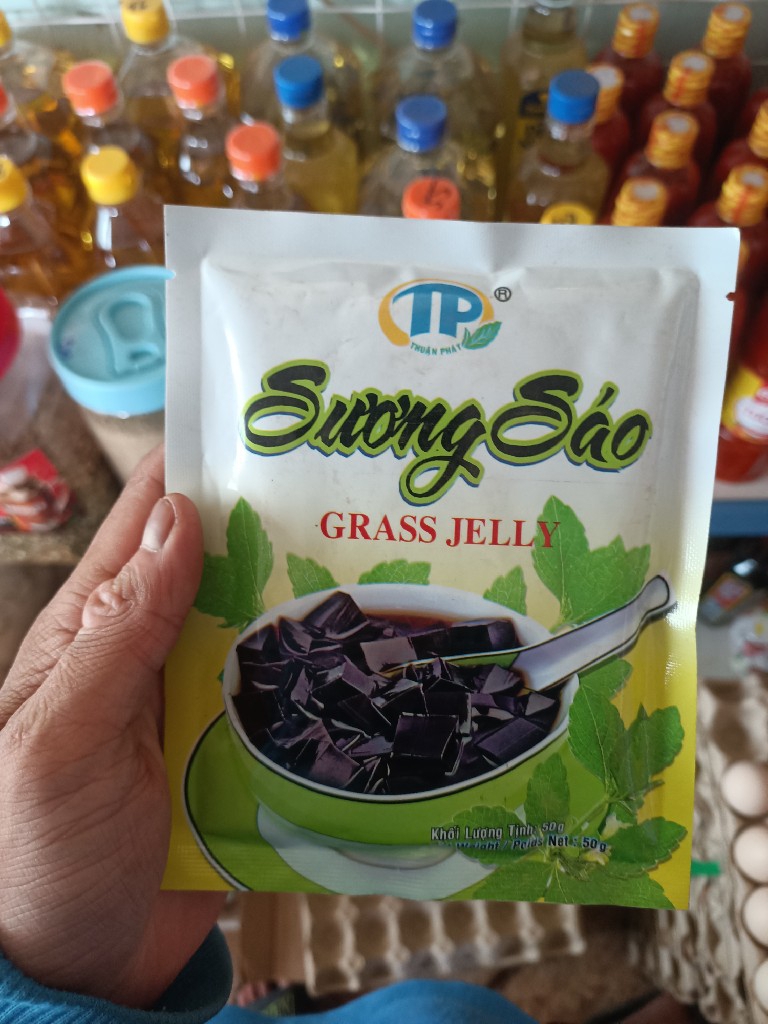 TP ®
THUẬN PHÁT
Sương Sáo
GRASS JELLY
Khối Lượng Tịnh: 50g
Net Weight / Poids Net : 50g